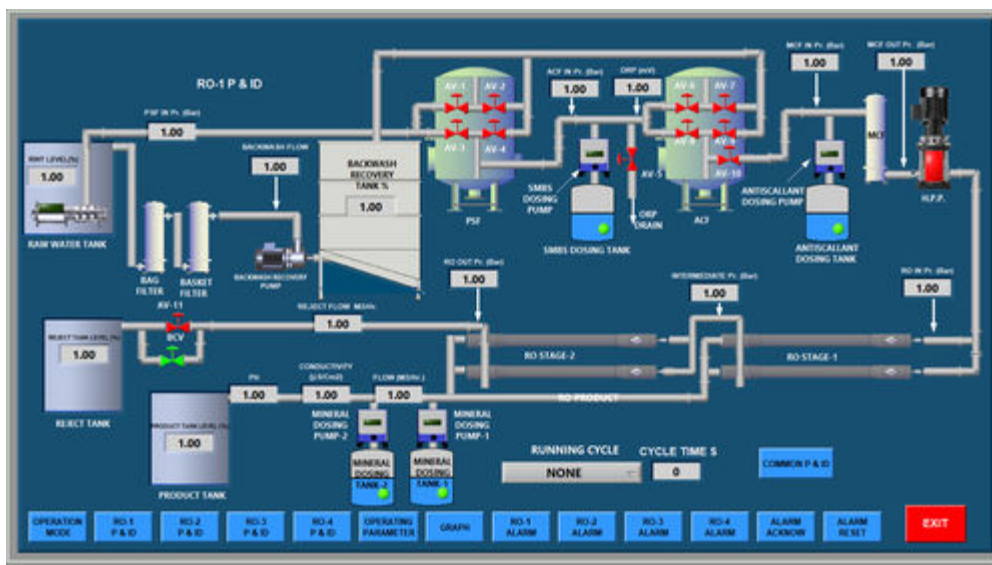 RO-1 P & ID
PSF IN Pr. (Bar)
1.00
ACF IN Pr. (Bar)
1.00
ORP (mV)
1.00
MCF IN Pr. (Bar)
1.00
MCF OUT Pr. (Bar)
1.00
AV-1
AV-2
AV-3
AV-4
PSF
AV-6
AV-7
AV-10
ACF
AV-5
ORP
DRAIN
MCF
H.P.P.
RWT LEVEL(%)
1.00
RAW WATER TANK
BACKWASH FLOW
1.00
BACKWASH
RECOVERY
TANK %
1.00
SMBS
DOSING
PUMP
SMBS DOSING TANK
ANTISCALLANT
DOSING PUMP
ANTISCALLANT
DOSING TANK
BAG
FILTER
BASKET
FILTER
BACKWASH RECOVERY
PUMP
RO OUT Pr. (Bar)
1.00
INTERMEDIATE Pr. (Bar)
1.00
RO IN Pr. (Bar)
1.00
AV-11
BCV
REJECT FLOW M3/Hr.
1.00
REJECT TANK LEVEL(%)
1.00
REJECT TANK
RO STAGE-2
RO STAGE-1
PH
1.00
CONDUCTIVITY
1.00
FLOW (M3/Hr.)
1.00
RO PRODUCT
PRODUCT TANK LEVEL(%)
1.00
PRODUCT TANK
MINERAL
DOSING
PUMP-2
MINERAL
DOSING
PUMP-1
MINERAL
DOSING
TANK-2
MINERAL
DOSING
TANK-1
RUNNING CYCLE
NONE
CYCLE TIME S
0
COMMON P & ID
OPERATION
MODE
RO-1
P & ID
RO-2
P & ID
RO-3
P & ID
RO-4
P & ID
OPERATING
PARAMETER
GRAPH
RO-1
ALARM
RO-2
ALARM
RO-3
ALARM
RO-4
ALARM
ALARM
ACKNOW
ALARM
RESET
EXIT